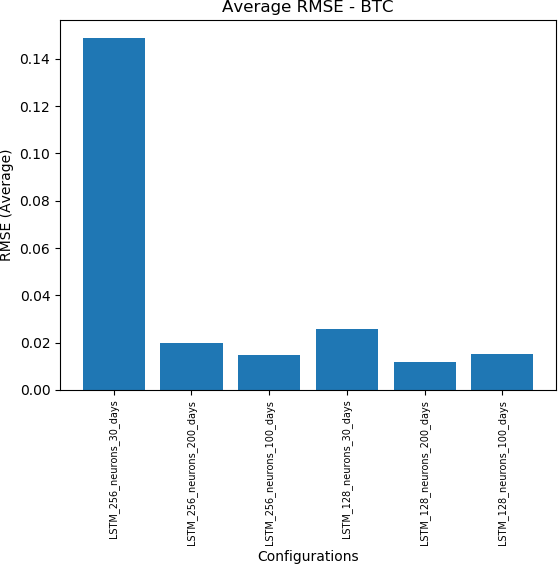 Average RMSE - BTC
RMSE (Average)
0.14
0.12
0.10
0.08
0.06
0.04
0.02
0.00
LSTM_256_neurons_30_days
LSTM_256_neurons_200_days
LSTM_256_neurons_100_days
LSTM_128_neurons_30_days
LSTM_128_neurons_200_days
LSTM_128_neurons_100_days
Configurations